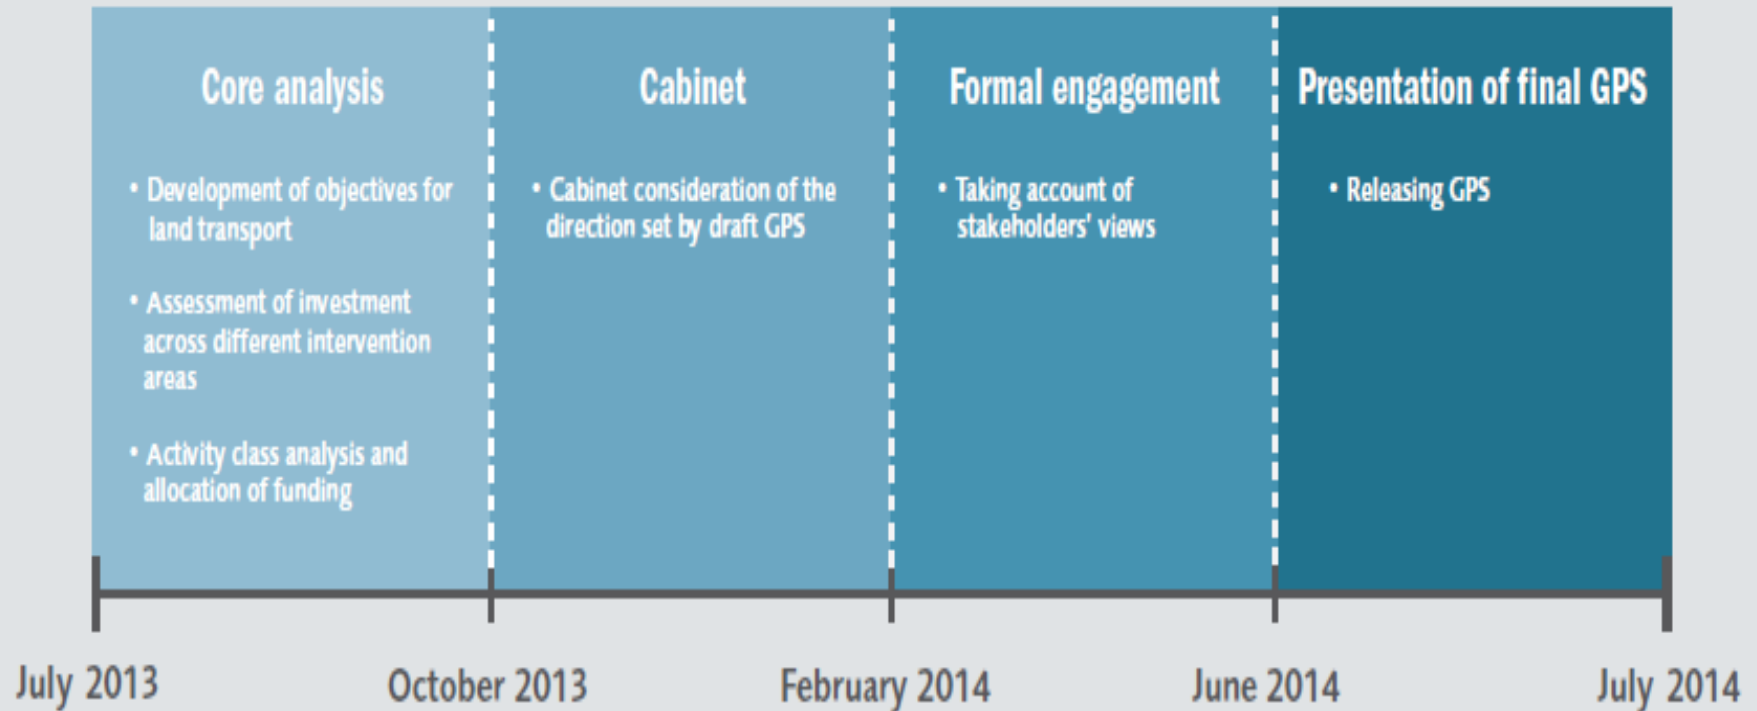 Core analysis
• Development of objectives for
land transport
• Assessment of investment
across different intervention
areas
• Activity class analysis and
allocation of funding
Cabinet
• Cabinet consideration of the
direction set by draft GPS
Formal engagement
• Taking account of
stakeholders' views
Presentation of final GPS
• Releasing GPS
July 2013
October 2013
February 2014
June 2014
July 2014